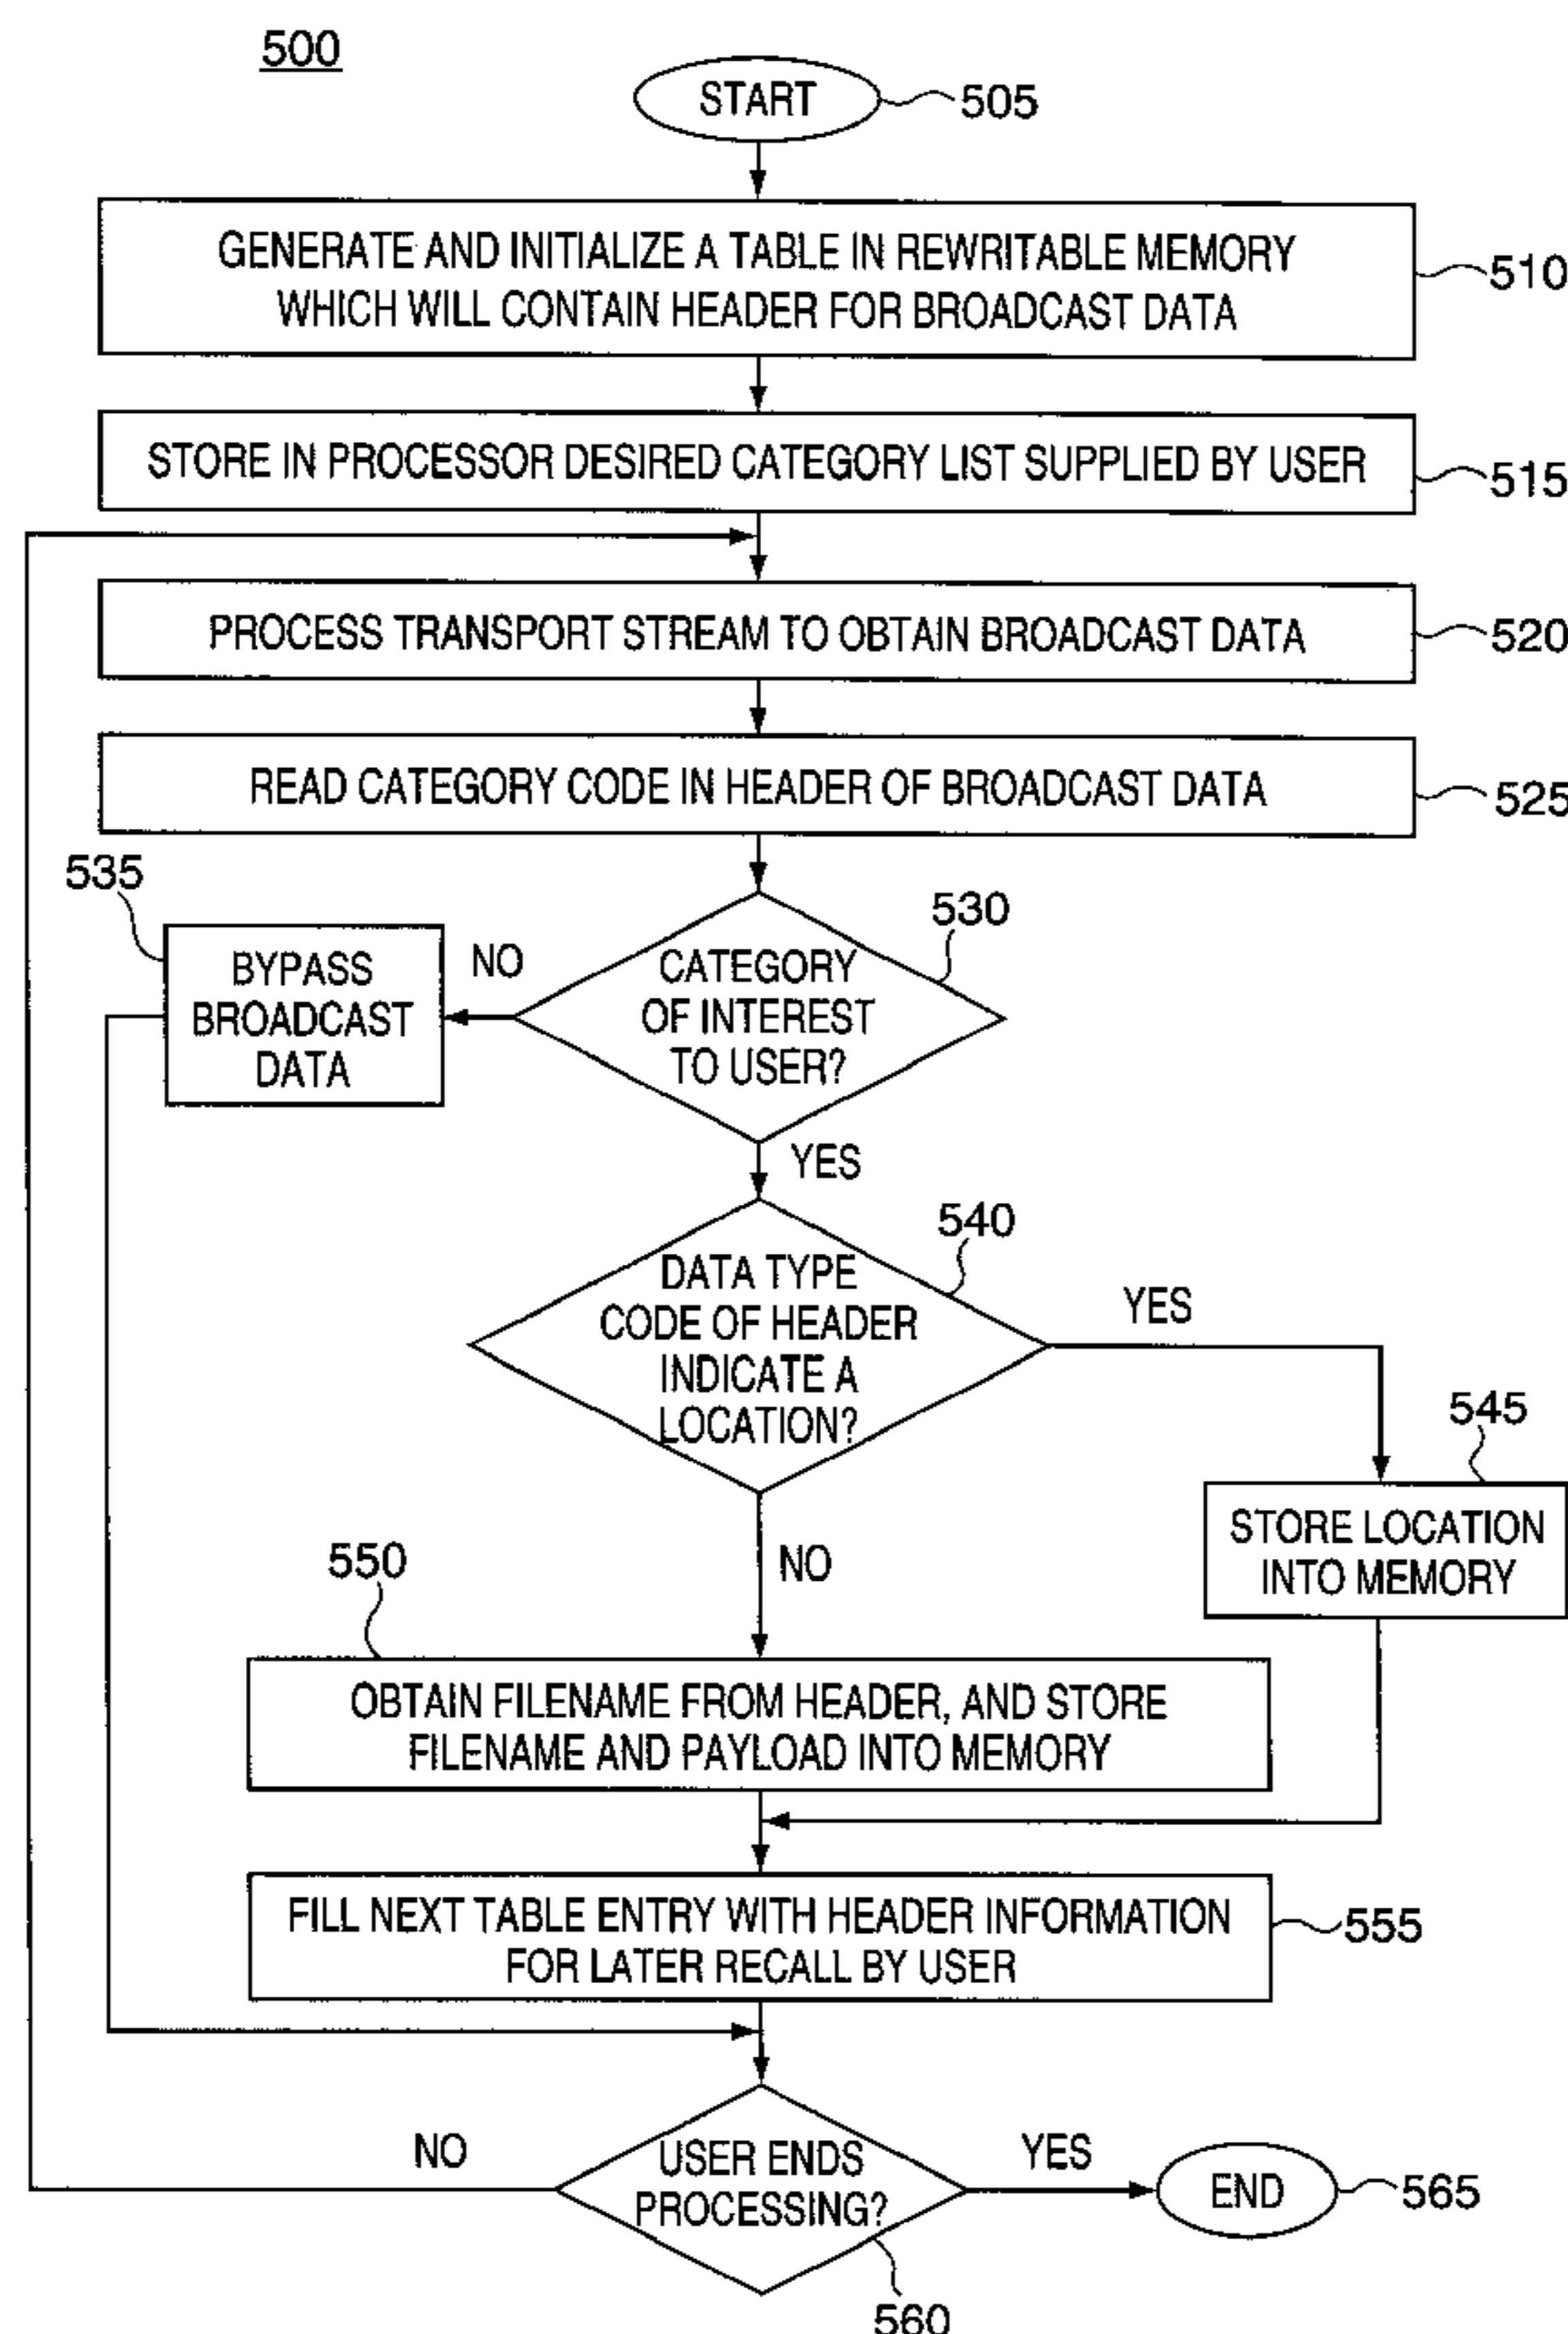 500
START
505
GENERATE AND INITIALIZE A TABLE IN REWRITABLE MEMORY
WHICH WILL CONTAIN HEADER FOR BROADCAST DATA
510
STORE IN PROCESSOR DESIRED CATEGORY LIST SUPPLIED BY USER
515
PROCESS TRANSPORT STREAM TO OBTAIN BROADCAST DATA
520
READ CATEGORY CODE IN HEADER OF BROADCAST DATA
525
535
BYPASS
BROADCAST
DATA
NO
530
CATEGORY
OF INTEREST
TO USER?
YES
540
DATA TYPE
CODE OF HEADER
INDICATE A
LOCATION?
YES
545
STORE LOCATION
INTO MEMORY
NO
550
OBTAIN FILENAME FROM HEADER, AND STORE
FILENAME AND PAYLOAD INTO MEMORY
FILL NEXT TABLE ENTRY WITH HEADER INFORMATION
FOR LATER RECALL BY USER
555
NO
USER ENDS
PROCESSING?
YES
END
565
560